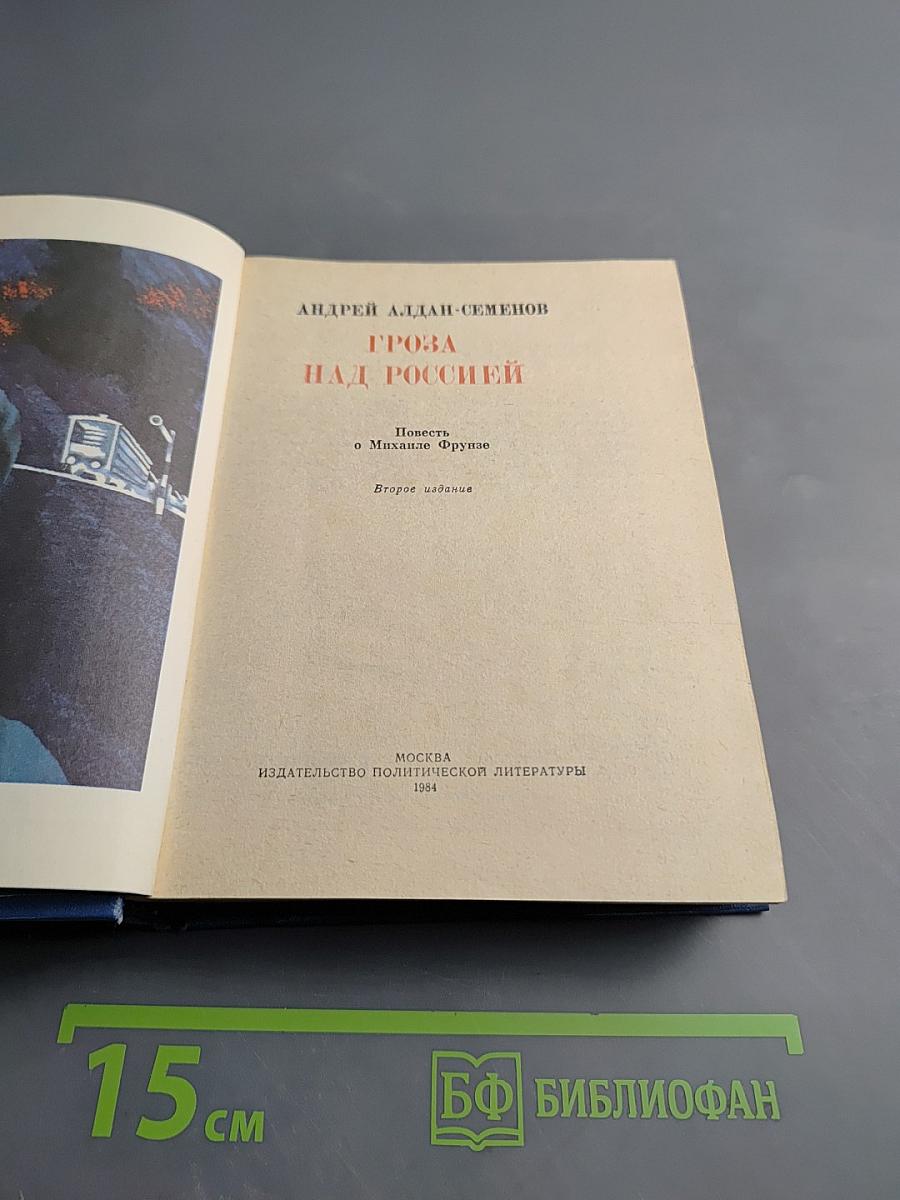 АНДРЕЙ АЛДАН-СЕМЕНОВ
ГРОЗА
НАД РОССИЕЙ
Повесть
о Михаиле Фрунзе
Второе издание
МОСКВА
ИЗДАТЕЛЬСТВО ПОЛИТИЧЕСКОЙ ЛИТЕРАТУРЫ
1984
15 см
БФ БИБЛИОФАН